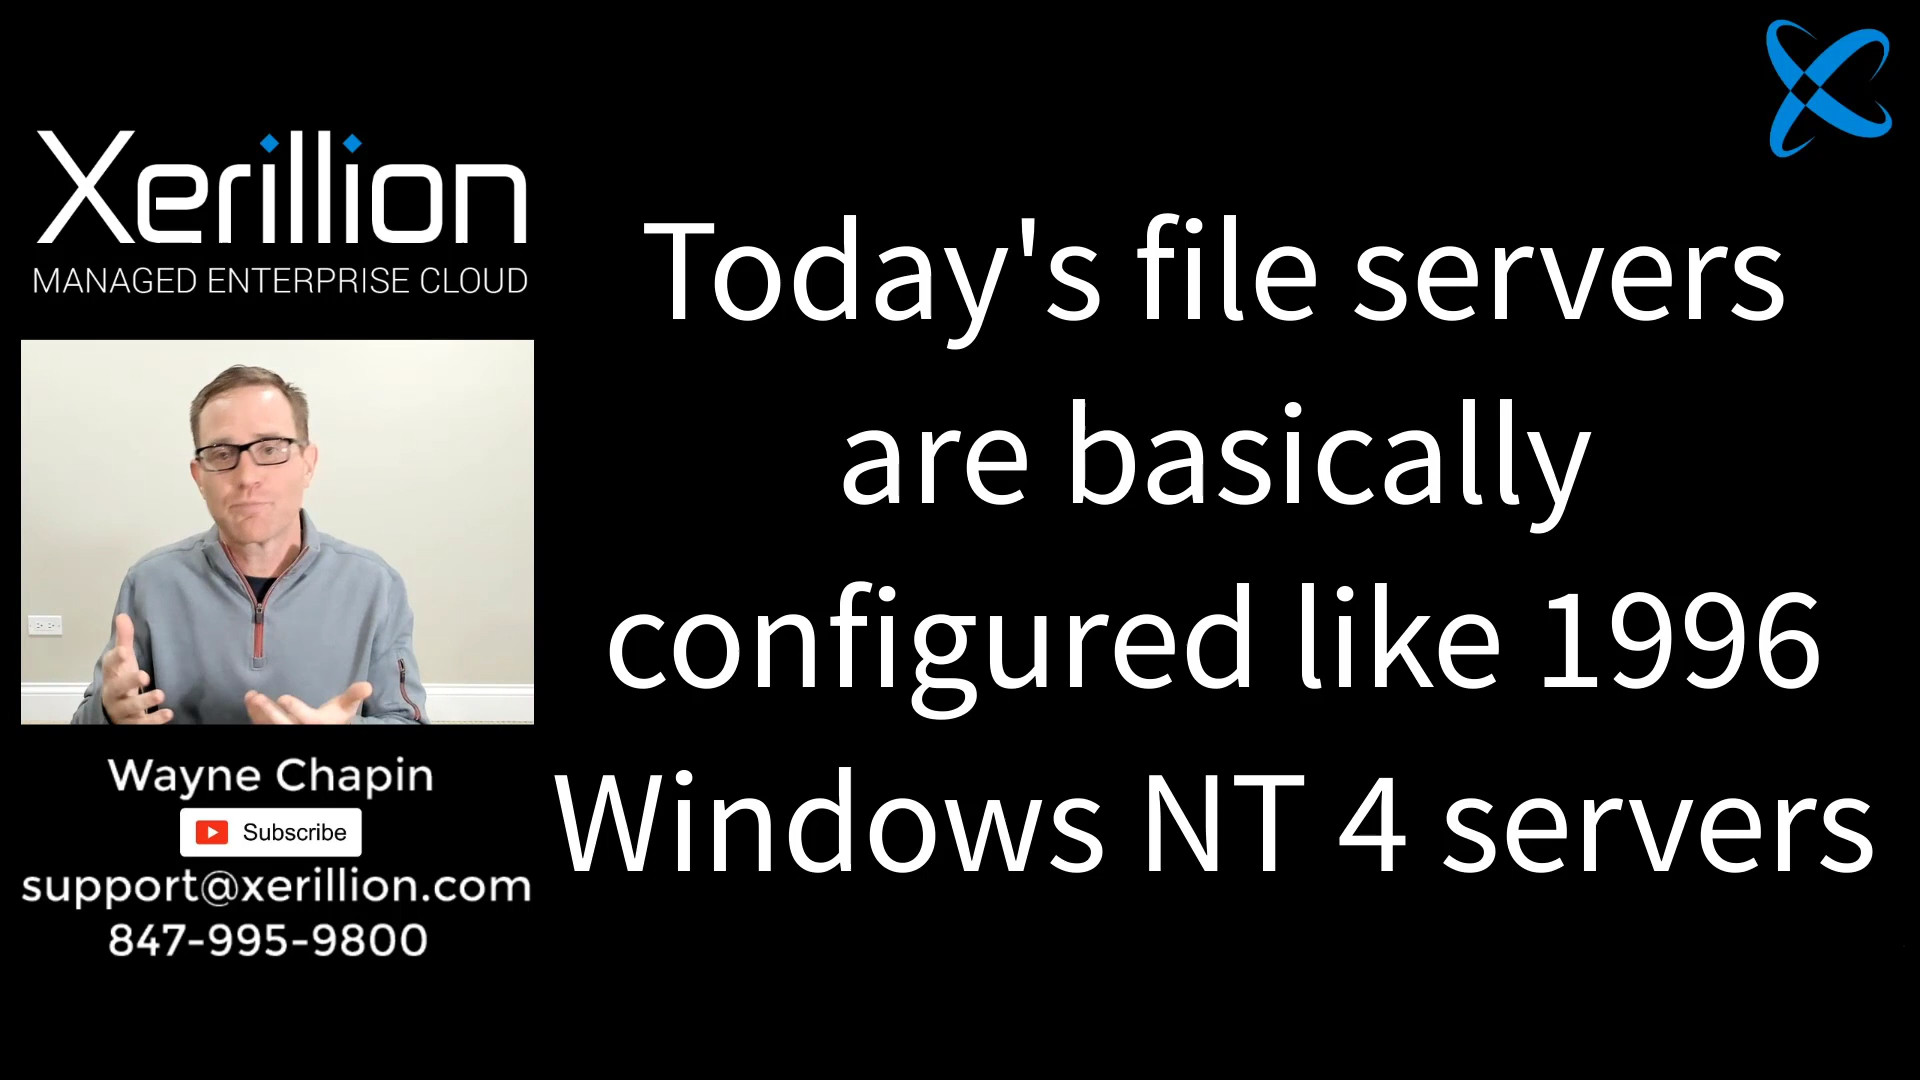 Xerillion
MANAGED ENTERPRISE CLOUD
Wayne Chapin
Subscribe
support@xerillion.com
847-995-9800
Today's file servers
are basically
configured like 1996
Windows NT 4 servers